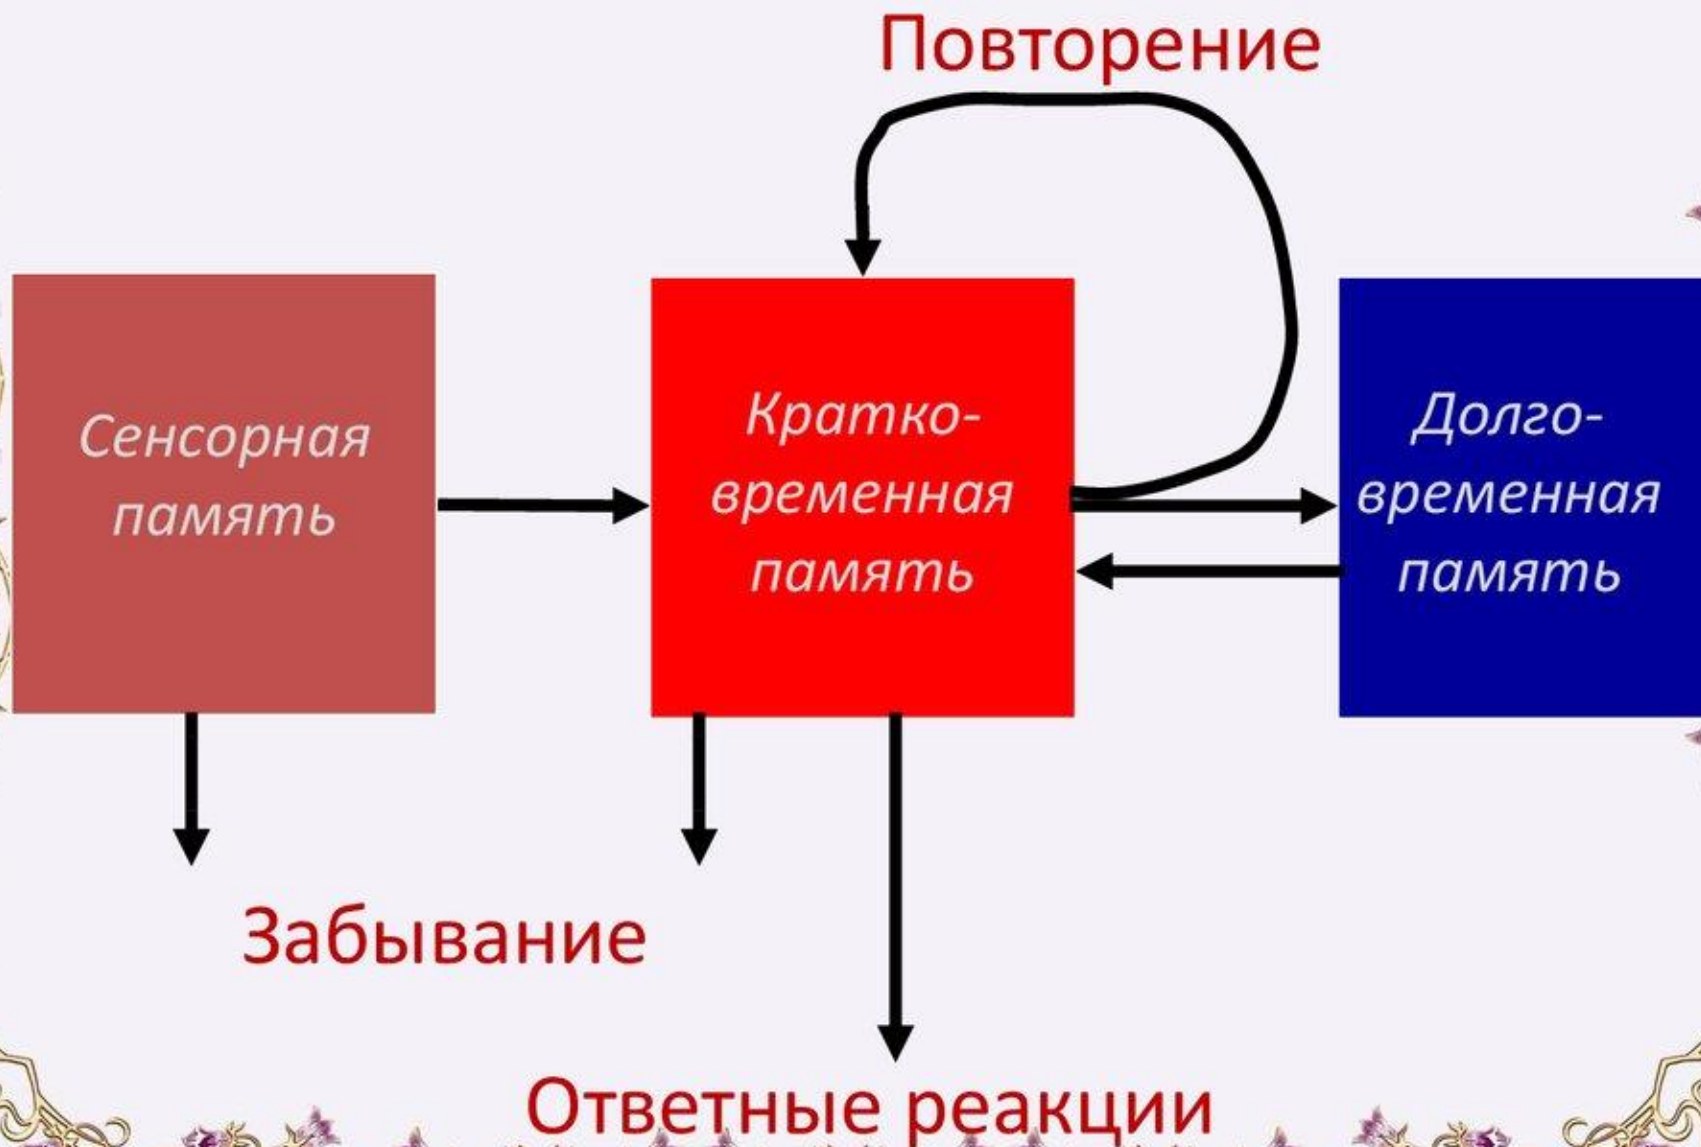 Повторение
Сенсорная
память
Кратко-
временная
память
Долго-
временная
память
Забывание
Ответные реакции